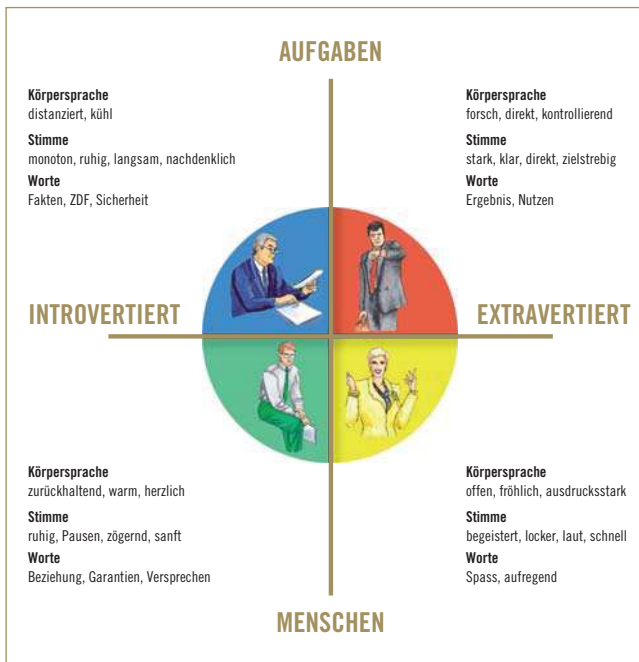 AUFGABEN
Körpersprache
distanziert, kühl
Stimme
monoton, ruhig, langsam, nachdenklich
Worte
Fakten, ZDF, Sicherheit
Körpersprache
forsch, direkt, kontrollierend
Stimme
stark, klar, direkt, zielstrebig
Worte
Ergebnis, Nutzen
INTROVERTIERT
EXTRAVERTIERT
Körpersprache
zurückhaltend, warm, herzlich
Stimme
ruhig, Pausen, zögernd, sanft
Worte
Beziehung, Garantien, Versprechen
Körpersprache
offen, fröhlich, ausdrucksstark
Stimme
begeistert, locker, laut, schnell
Worte
Spass, aufregend
MENSCHEN